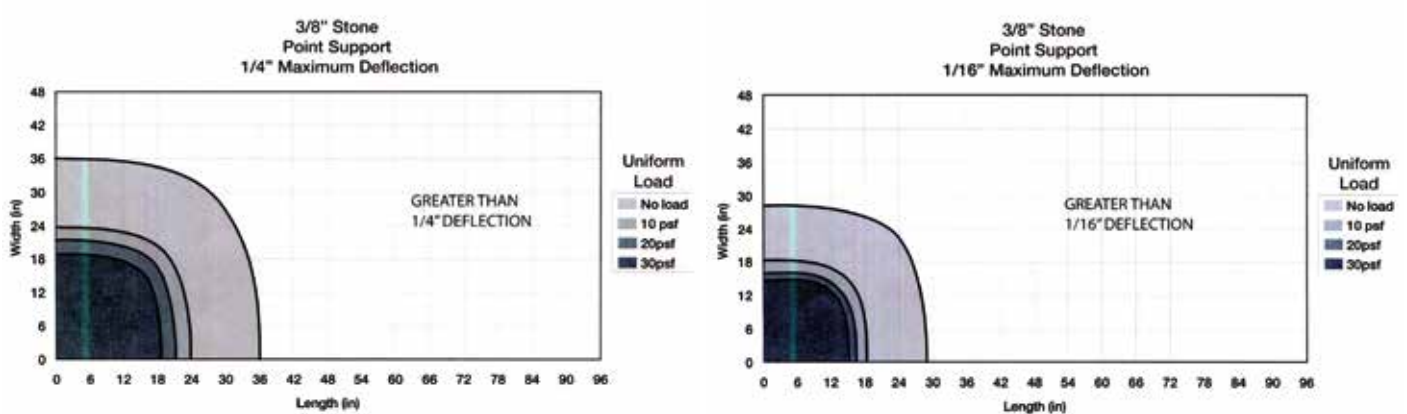 3/8" Stone
Point Support
1/4" Maximum Deflection
48
42
36
30
24
18
12
6
0
Width (in)
GREATER THAN
1/4" DEFLECTION
Uniform
Load
No load
10 psf
20psf
30psf
0 6 12 18 24 30 36 42 48 54 60 66 72 78 84 90 96
Length (in)
3/8" Stone
Point Support
1/16" Maximum Deflection
48
42
36
30
24
18
12
6
0
Width (in)
GREATER THAN
1/16" DEFLECTION
Uniform
Load
No load
10 psf
20psf
30psf
0 6 12 18 24 30 36 42 48 54 60 66 72 78 84 90 96
Length (in)